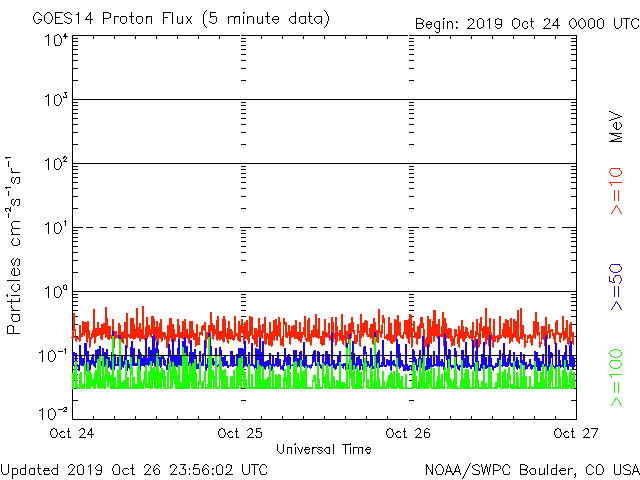 GOES14 Proton Flux (5 minute data)
Begin: 2019 Oct 24 0000 UTC
10⁴
10³
10²
10¹
10⁰
10⁻¹
10⁻²
Particles cm⁻²s⁻¹sr⁻¹
MeV
>=10
>=50
>=100
Oct 24
Oct 25
Oct 26
Oct 27
Universal Time
Updated 2019 Oct 26 23:56:02 UTC
NOAA/SWPC Boulder, CO USA